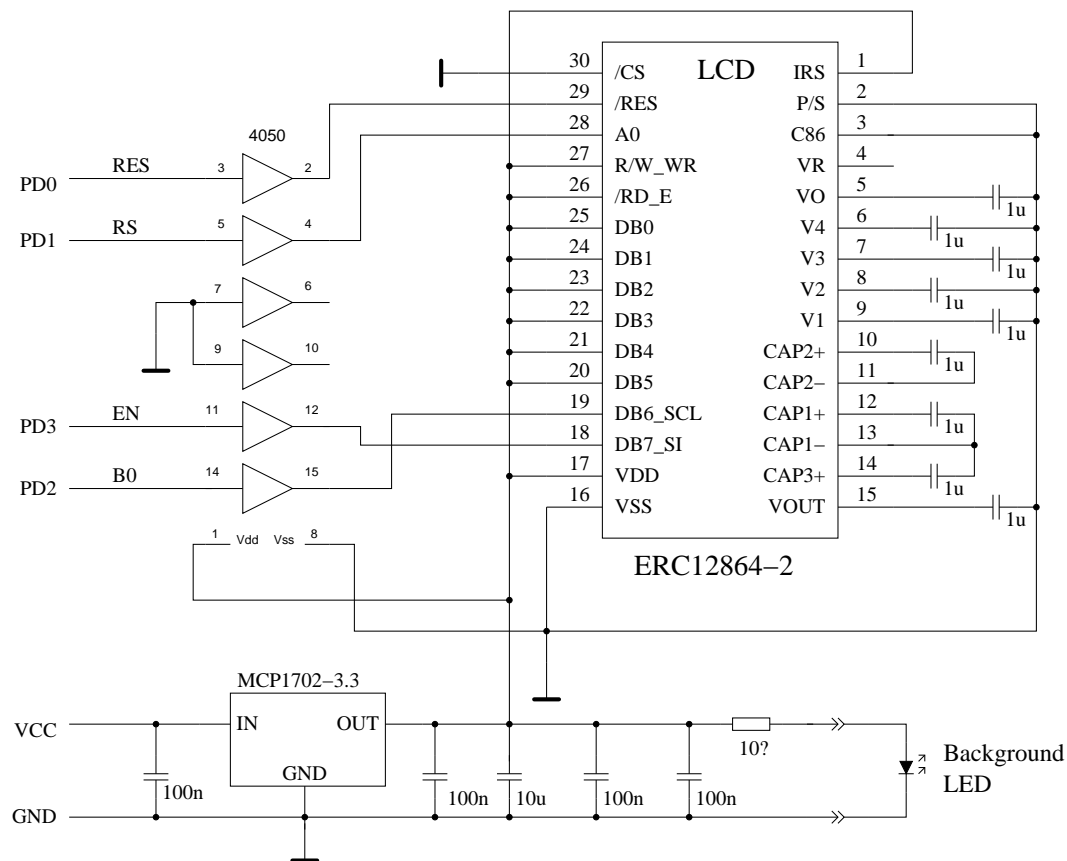 LCD
30 /CS IRS 1
29 /RES P/S 2
28 A0 C86 3
27 R/W_WR VR 4
26 /RD_E VO 5 1u
25 DB0 V4 6 1u
24 DB1 V3 7 1u
23 DB2 V2 8 1u
22 DB3 V1 9 1u
21 DB4 CAP2+ 10 1u
20 DB5 CAP2− 11
19 DB6_SCL CAP1+ 12 1u
18 DB7_SI CAP1− 13
17 VDD CAP3+ 14 1u
16 VSS VOUT 15 1u
ERC12864−2
4050
PD0 RES 3 2
PD1 RS 5 4
7 6
9 10
PD3 EN 11 12
PD2 B0 14 15
1 Vdd Vss 8
MCP1702−3.3
VCC IN OUT
GND
10?
100n 100n 10u 100n 100n
GND
Background
LED